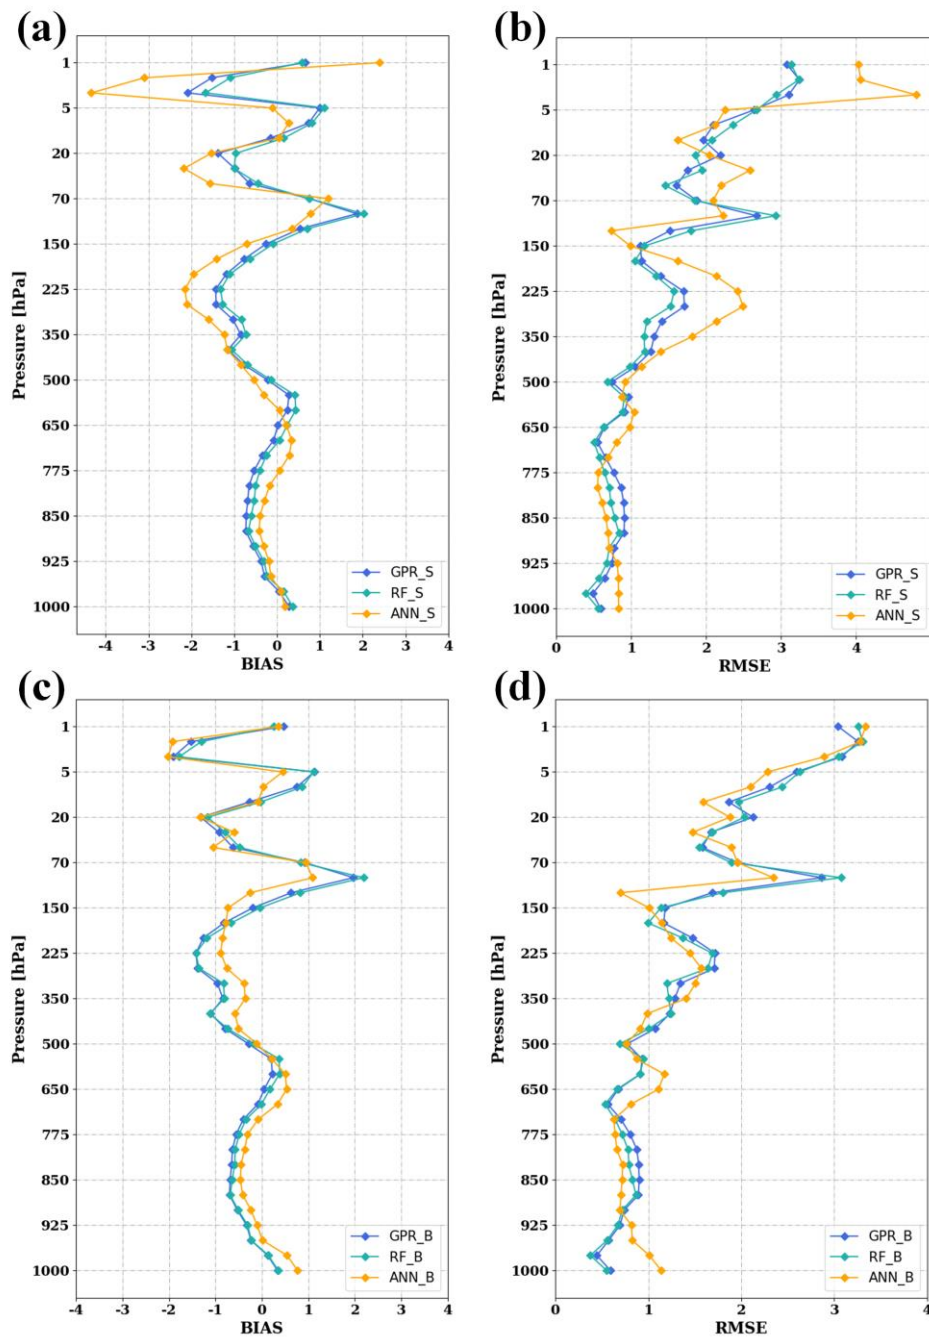 (a)
Pressure [hPa]
1
5
20
70
150
225
350
500
650
775
850
925
1000
-4 -3 -2 -1 0 1 2 3 4
BIAS
GPR_S
RF_S
ANN_S
(b)
Pressure [hPa]
1
5
20
70
150
225
350
500
650
775
850
925
1000
0 1 2 3 4 5
RMSE
GPR_S
RF_S
ANN_S
(c)
Pressure [hPa]
1
5
20
70
150
225
350
500
650
775
850
925
1000
-4 -3 -2 -1 0 1 2 3 4
BIAS
GPR_B
RF_B
ANN_B
(d)
Pressure [hPa]
1
5
20
70
150
225
350
500
650
775
850
925
1000
0 1 2 3 4
RMSE
GPR_B
RF_B
ANN_B